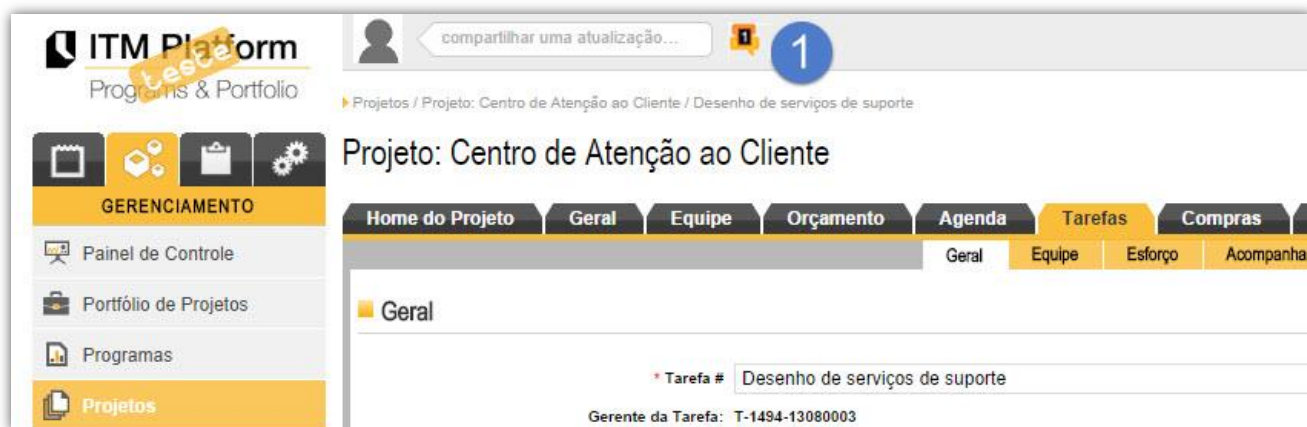 ITM Platform
teste
Programs & Portfolio
compartilhar uma atualização...
1
1
Projetos / Projeto: Centro de Atenção ao Cliente / Desenho de serviços de suporte
Projeto: Centro de Atenção ao Cliente
GERENCIAMENTO
Painel de Controle
Portfólio de Projetos
Programas
Projetos
Home do Projeto Geral Equipe Orçamento Agenda Tarefas Compras
Geral Equipe Esforço Acompanha
Geral
* Tarefa # Desenho de serviços de suporte
Gerente da Tarefa: T-1494-13080003